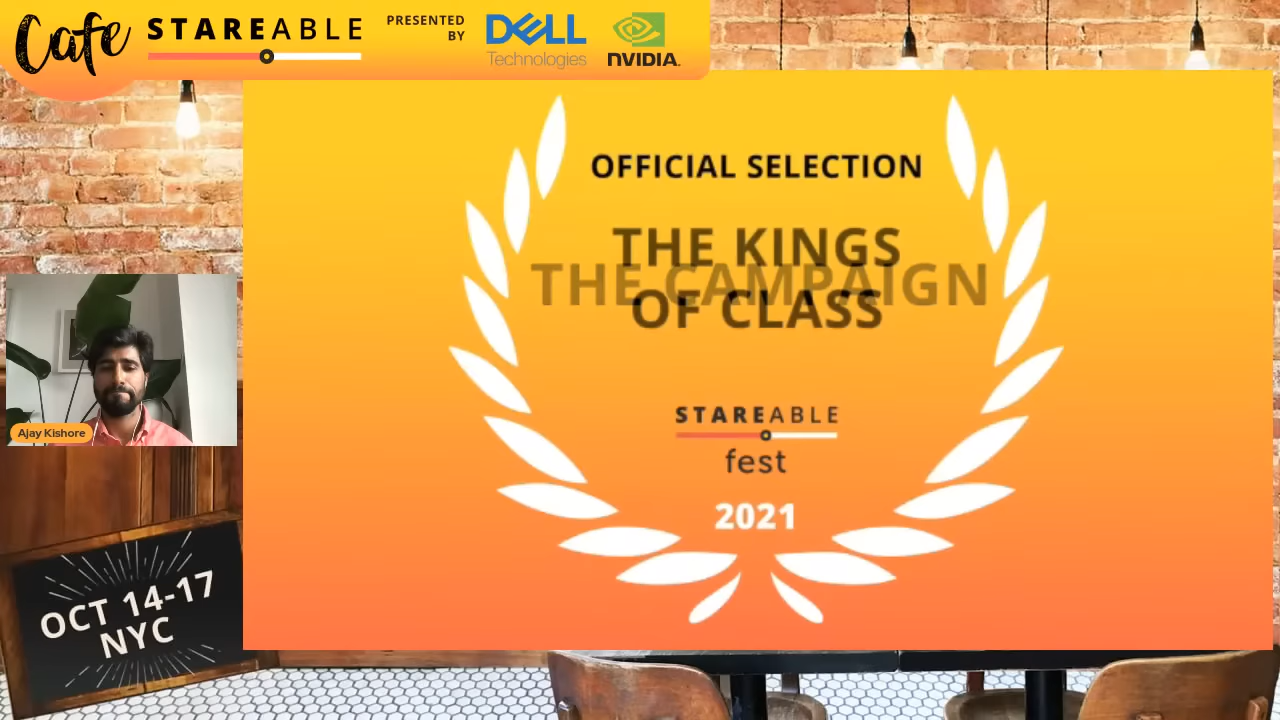 Cafe
STAREABLE
PRESENTED
BY
DELL
Technologies
NVIDIA.
OFFICIAL SELECTION
THE KINGS
THE CAMPAIGN
OF CLASS
STAREABLE
fest
2021
Ajay Kishore
OCT 14-17
NYC